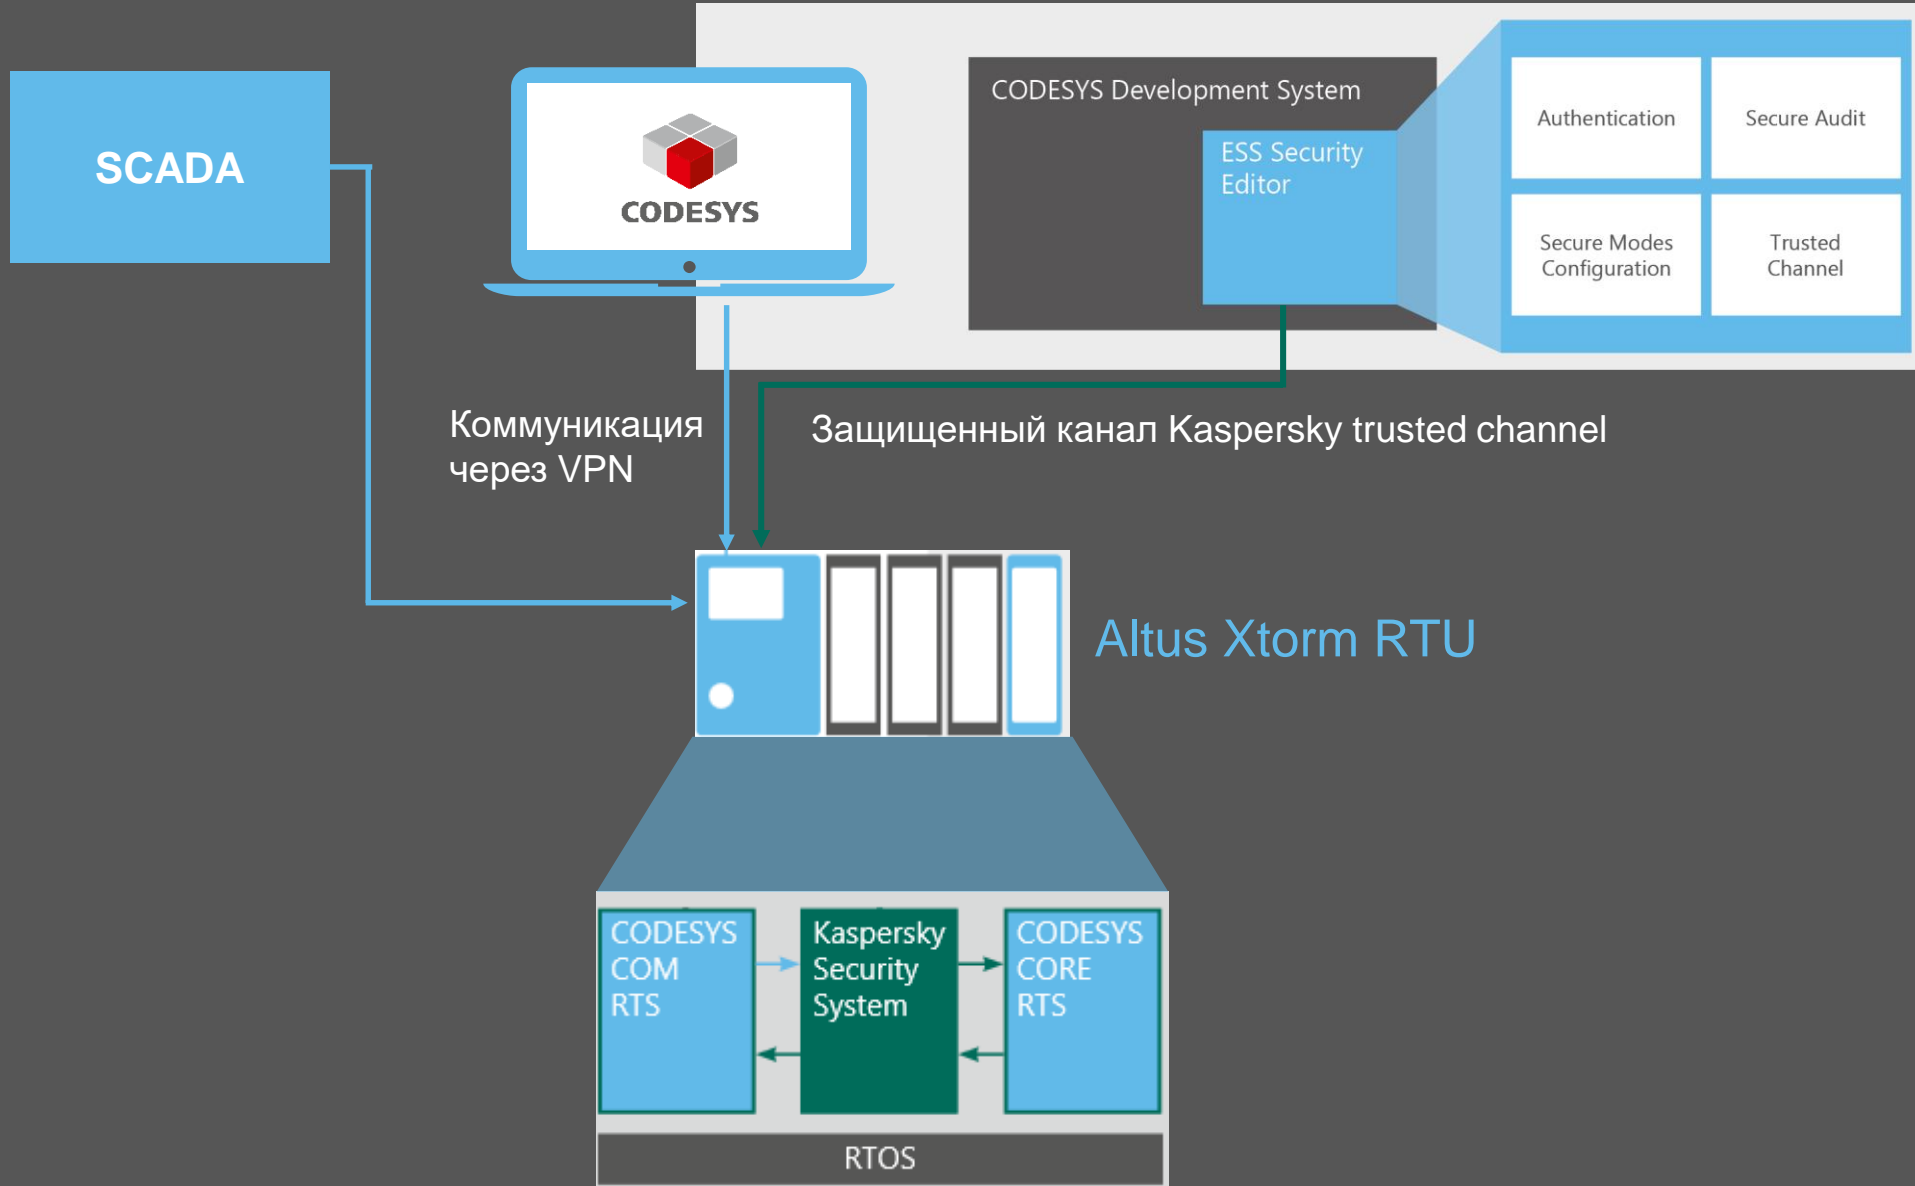 SCADA
CODESYS
CODESYS Development System
ESS Security
Editor
Authentication
Secure Audit
Secure Modes
Configuration
Trusted
Channel
Коммуникация
через VPN
Защищенный канал Kaspersky trusted channel
Altus Xtorm RTU
CODESYS
COM
RTS
Kaspersky
Security
System
CODESYS
CORE
RTS
RTOS